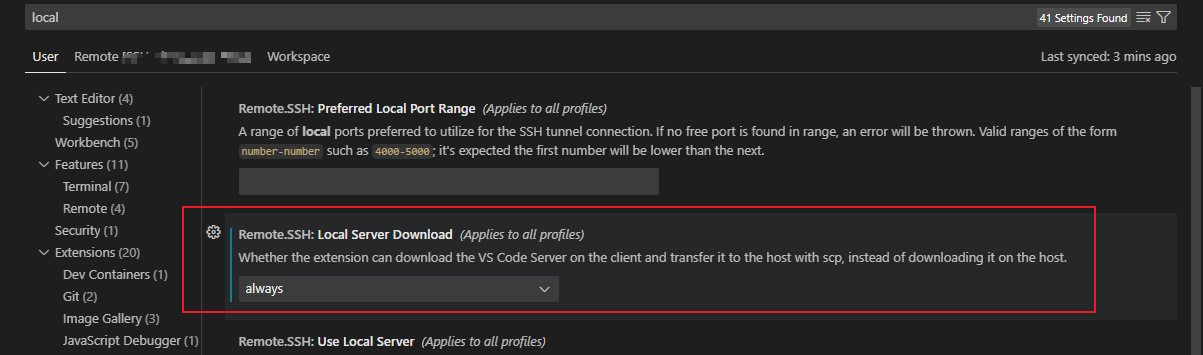 local
41 Settings Found
User Remote Workspace
Last synced: 3 mins ago
Text Editor (4)
Suggestions (1)
Workbench (5)
Features (11)
Terminal (7)
Remote (4)
Security (1)
Extensions (20)
Dev Containers (1)
Git (2)
Image Gallery (3)
JavaScript Debugger (1)
Remote.SSH: Preferred Local Port Range (Applies to all profiles)
A range of local ports preferred to utilize for the SSH tunnel connection. If no free port is found in range, an error will be thrown. Valid ranges of the form
number-number such as 4000-5000; it's expected the first number will be lower than the next.
Remote.SSH: Local Server Download (Applies to all profiles)
Whether the extension can download the VS Code Server on the client and transfer it to the host with scp, instead of downloading it on the host.
always
Remote.SSH: Use Local Server (Applies to all profiles)